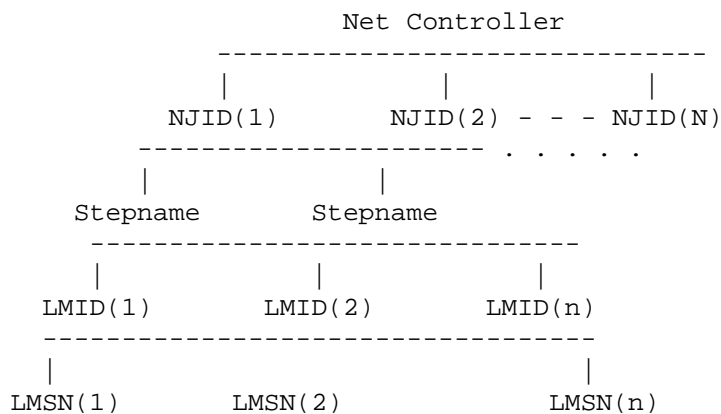 Net Controller
-------------------------------
|             |            |
NJID(1)       NJID(2) - - - NJID(N)
---------------------- . . . . .
|              |
Stepname       Stepname
-------------------------------
|             |             |
LMID(1)       LMID(2)       LMID(n)
-----------------------------------
|                                  |
LMSN(1)       LMSN(2)             LMSN(n)